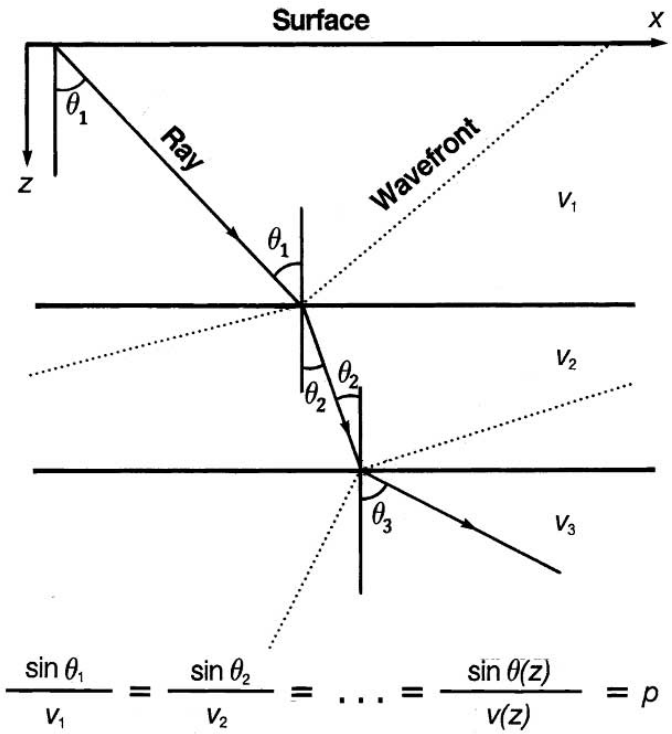 Surface
x
θ₁
Ray
Wavefront
z
v₁
θ₁
v₂
θ₂
θ₂
θ₃
v₃
sin θ₁ / v₁ = sin θ₂ / v₂ = . . . = sin θ(z) / v(z) = p